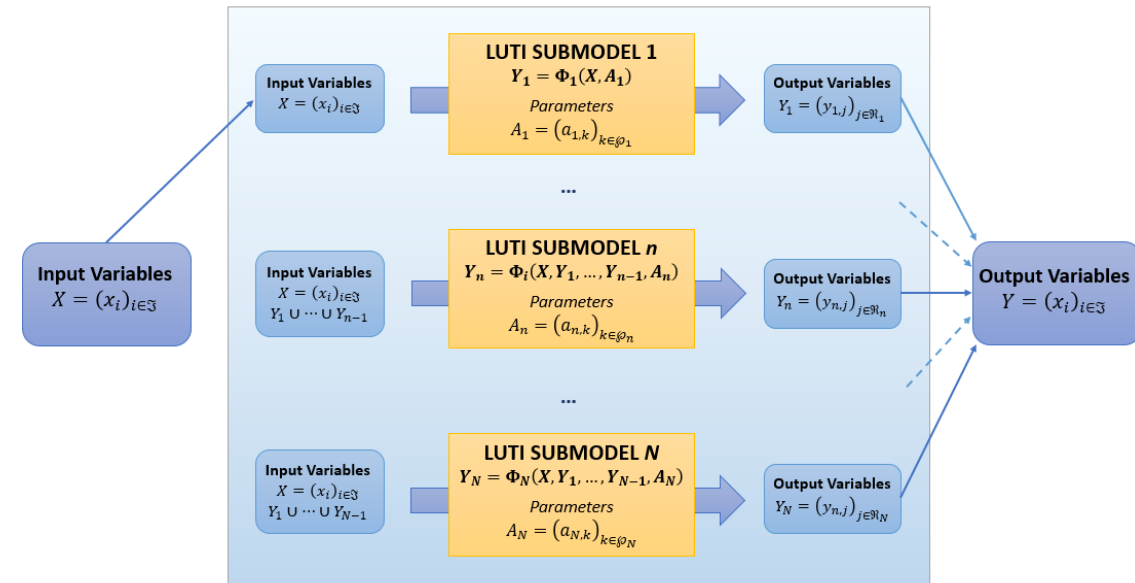 Input Variables
X = (x_i)_{i∈ℑ}
Input Variables
X = (x_i)_{i∈ℑ}
LUTI SUBMODEL 1
Y_1 = Φ_1(X, A_1)
Parameters
A_1 = (a_{1,k})_{k∈℘_1}
Output Variables
Y_1 = (y_{1,j})_{j∈ℜ_1}
...
Input Variables
X = (x_i)_{i∈ℑ}
Y_1 ∪ ⋯ ∪ Y_{n−1}
LUTI SUBMODEL n
Y_n = Φ_i(X, Y_1, …, Y_{n−1}, A_n)
Parameters
A_n = (a_{n,k})_{k∈℘_n}
Output Variables
Y_n = (y_{n,j})_{j∈ℜ_n}
...
Input Variables
X = (x_i)_{i∈ℑ}
Y_1 ∪ ⋯ ∪ Y_{N−1}
LUTI SUBMODEL N
Y_N = Φ_N(X, Y_1, …, Y_{N−1}, A_N)
Parameters
A_N = (a_{N,k})_{k∈℘_N}
Output Variables
Y_N = (y_{n,j})_{j∈ℜ_N}
Output Variables
Y = (x_i)_{i∈ℑ}